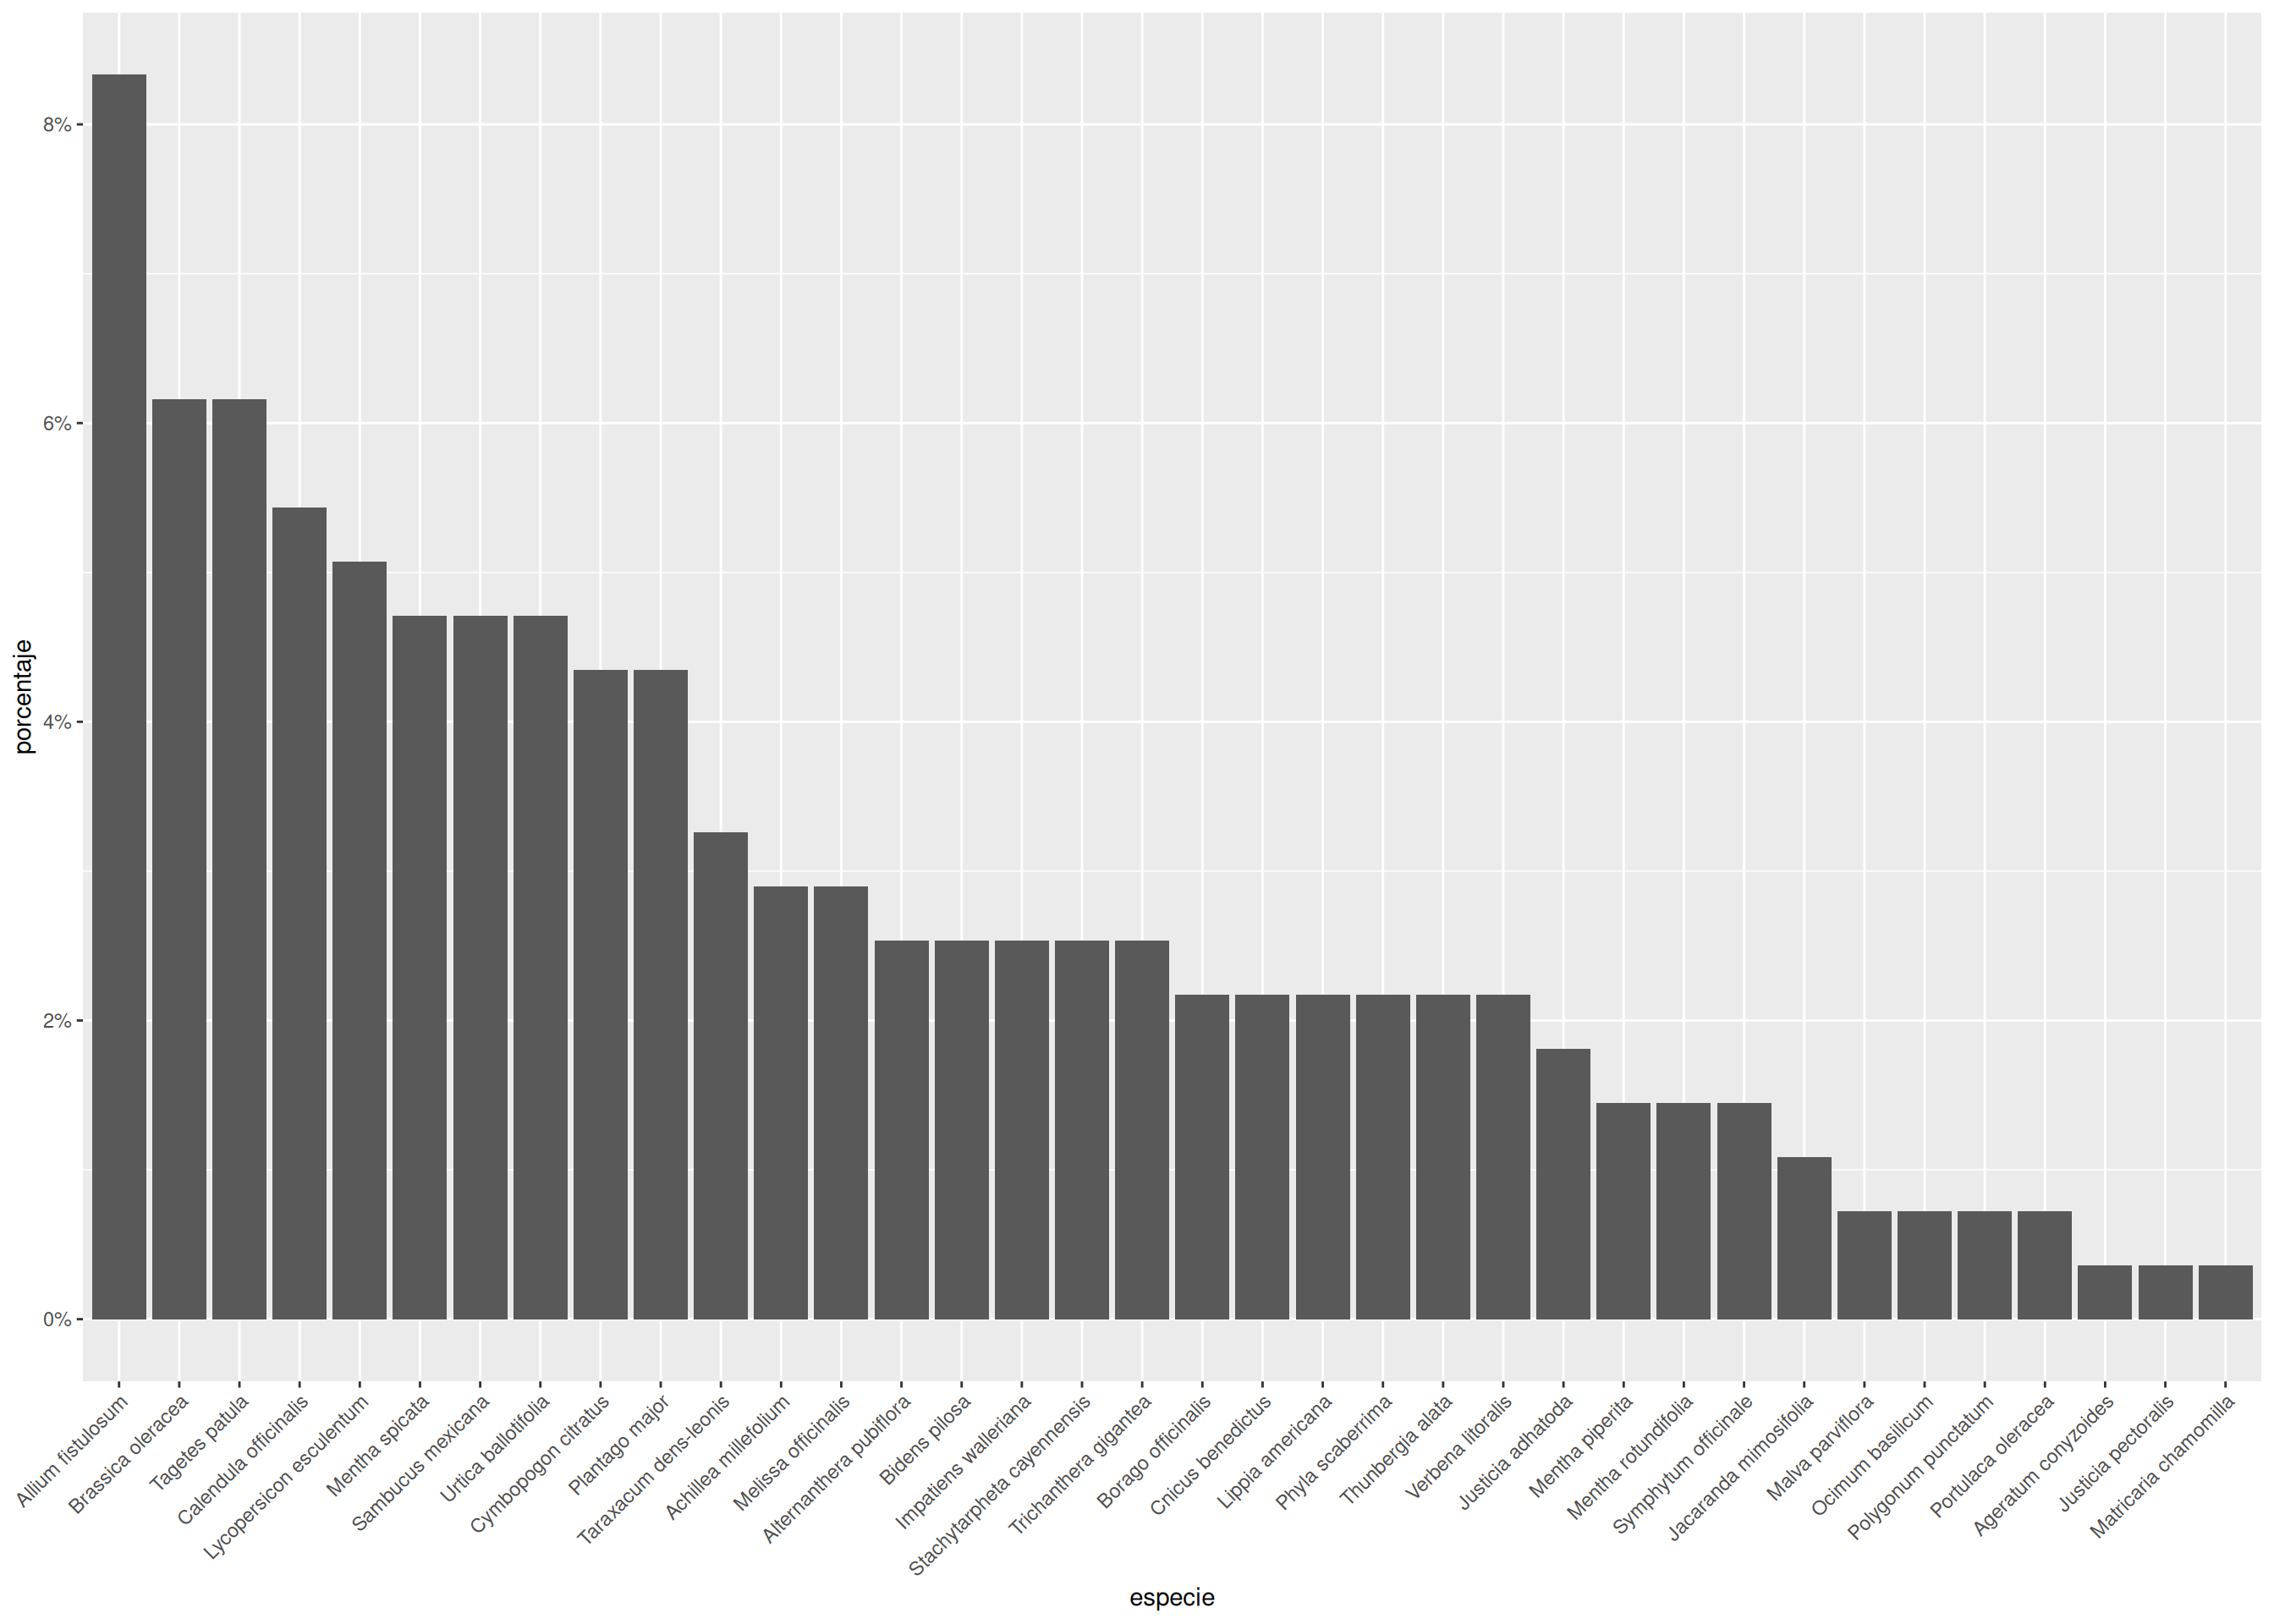 porcentaje
8%
6%
4%
2%
0%
Allium fistulosum
Brassica oleracea
Tagetes patula
Calendula officinalis
Lycopersicon esculentum
Mentha spicata
Sambucus mexicana
Urtica ballotifolia
Cymbopogon citratus
Plantago major
Taraxacum dens-leonis
Achillea millefolium
Melissa officinalis
Alternanthera pubiflora
Bidens pilosa
Impatiens walleriana
Stachytarpheta cayennensis
Trichanthera gigantea
Borago officinalis
Cnicus benedictus
Lippia americana
Phyla scaberrima
Thunbergia alata
Verbena litoralis
Justicia adhatoda
Mentha piperita
Mentha rotundifolia
Symphytum officinale
Jacaranda mimosifolia
Malva parviflora
Ocimum basilicum
Polygonum punctatum
Portulaca oleracea
Ageratum conyzoides
Justicia pectoralis
Matricaria chamomilla
especie